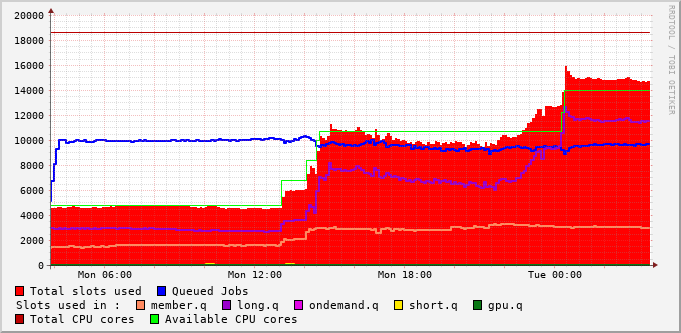 20000
18000
16000
14000
12000
10000
8000
6000
4000
2000
0
Mon 06:00 Mon 12:00 Mon 18:00 Tue 00:00
RRDTOOL / TOBI OETIKER
Total slots used Queued Jobs
Slots used in : member.q long.q ondemand.q short.q gpu.q
Total CPU cores Available CPU cores